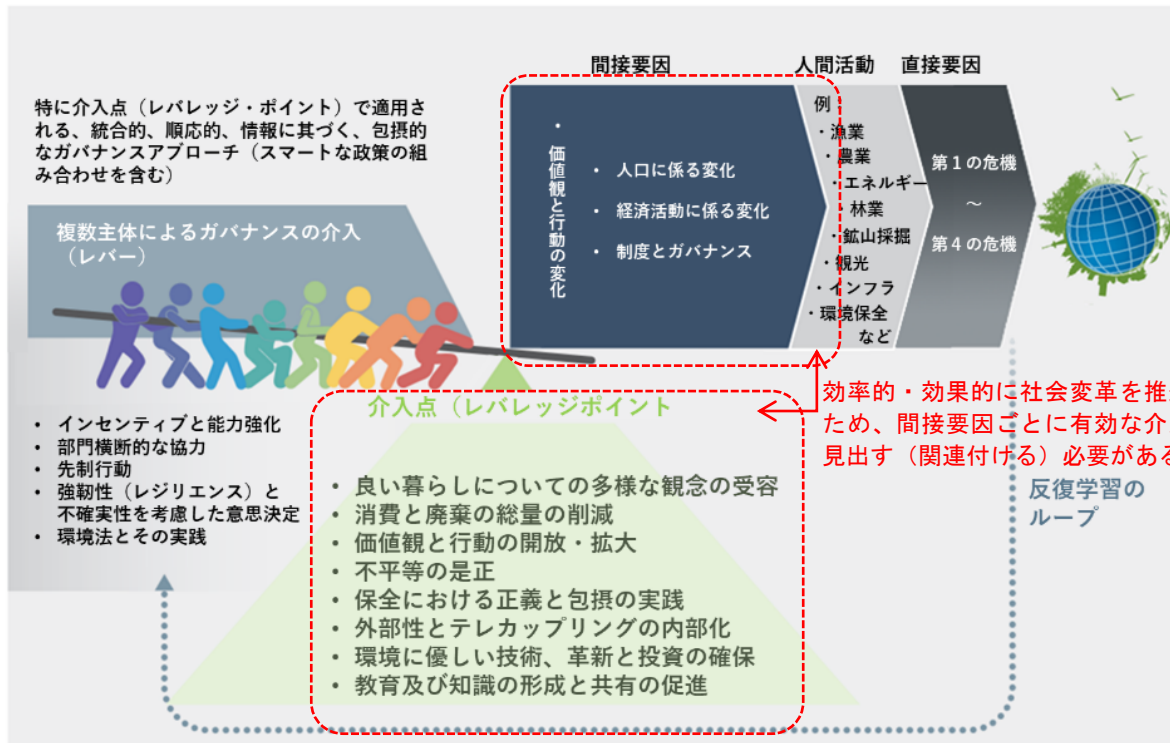 間接要因
人間活動
直接要因
特に介入点（レバレッジ・ポイント）で適用さ
れる、統合的、順応的、情報に基づく、包摂的
なガバナンスアプローチ（スマートな政策の組
み合わせを含む）
複数主体によるガバナンスの介入
（レバー）
・価値観と行動の変化
• 人口に係る変化
• 経済活動に係る変化
• 制度とガバナンス
例
・漁業
・農業
・エネルギー
・林業
・鉱山採掘
・観光
・インフラ
・環境保全
など
第１の危機
～
第４の危機
• インセンティブと能力強化
• 部門横断的な協力
• 先制行動
• 強靭性（レジリエンス）と
不確実性を考慮した意思決定
• 環境法とその実践
介入点（レバレッジポイント
• 良い暮らしについての多様な観念の受容
• 消費と廃棄の総量の削減
• 価値観と行動の開放・拡大
• 不平等の是正
• 保全における正義と包摂の実践
• 外部性とテレカップリングの内部化
• 環境に優しい技術、革新と投資の確保
• 教育及び知識の形成と共有の促進
効率的・効果的に社会変革を推
ため、間接要因ごとに有効な介
見出す（関連付ける）必要がある
反復学習の
ループ